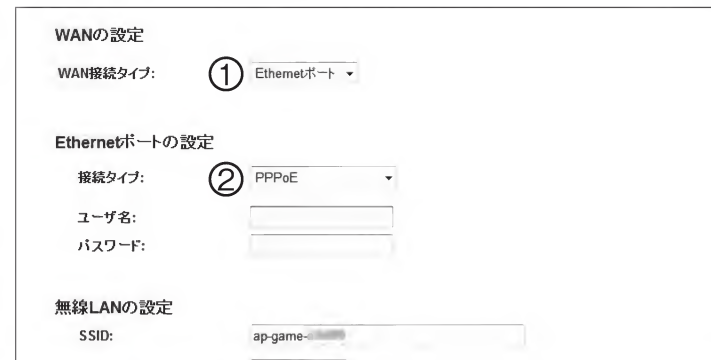 WANの設定
WAN接続タイプ: ① Ethernetポート
Ethernetポートの設定
接続タイプ: ② PPPoE
ユーザ名:
パスワード:
無線LANの設定
SSID: ap-game-